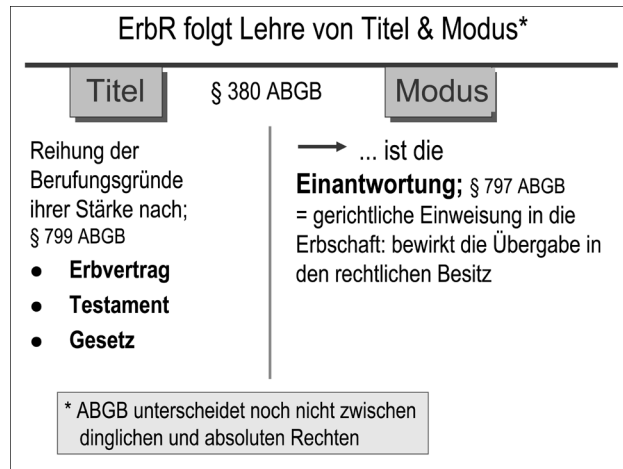 ErbR folgt Lehre von Titel & Modus*
Titel
§ 380 ABGB
Modus
Reihung der
Berufungsgründe
ihrer Stärke nach;
§ 799 ABGB
● Erbvertrag
● Testament
● Gesetz
... ist die
Einantwortung; § 797 ABGB
= gerichtliche Einweisung in die
Erbschaft: bewirkt die Übergabe in
den rechtlichen Besitz
* ABGB unterscheidet noch nicht zwischen
dinglichen und absoluten Rechten